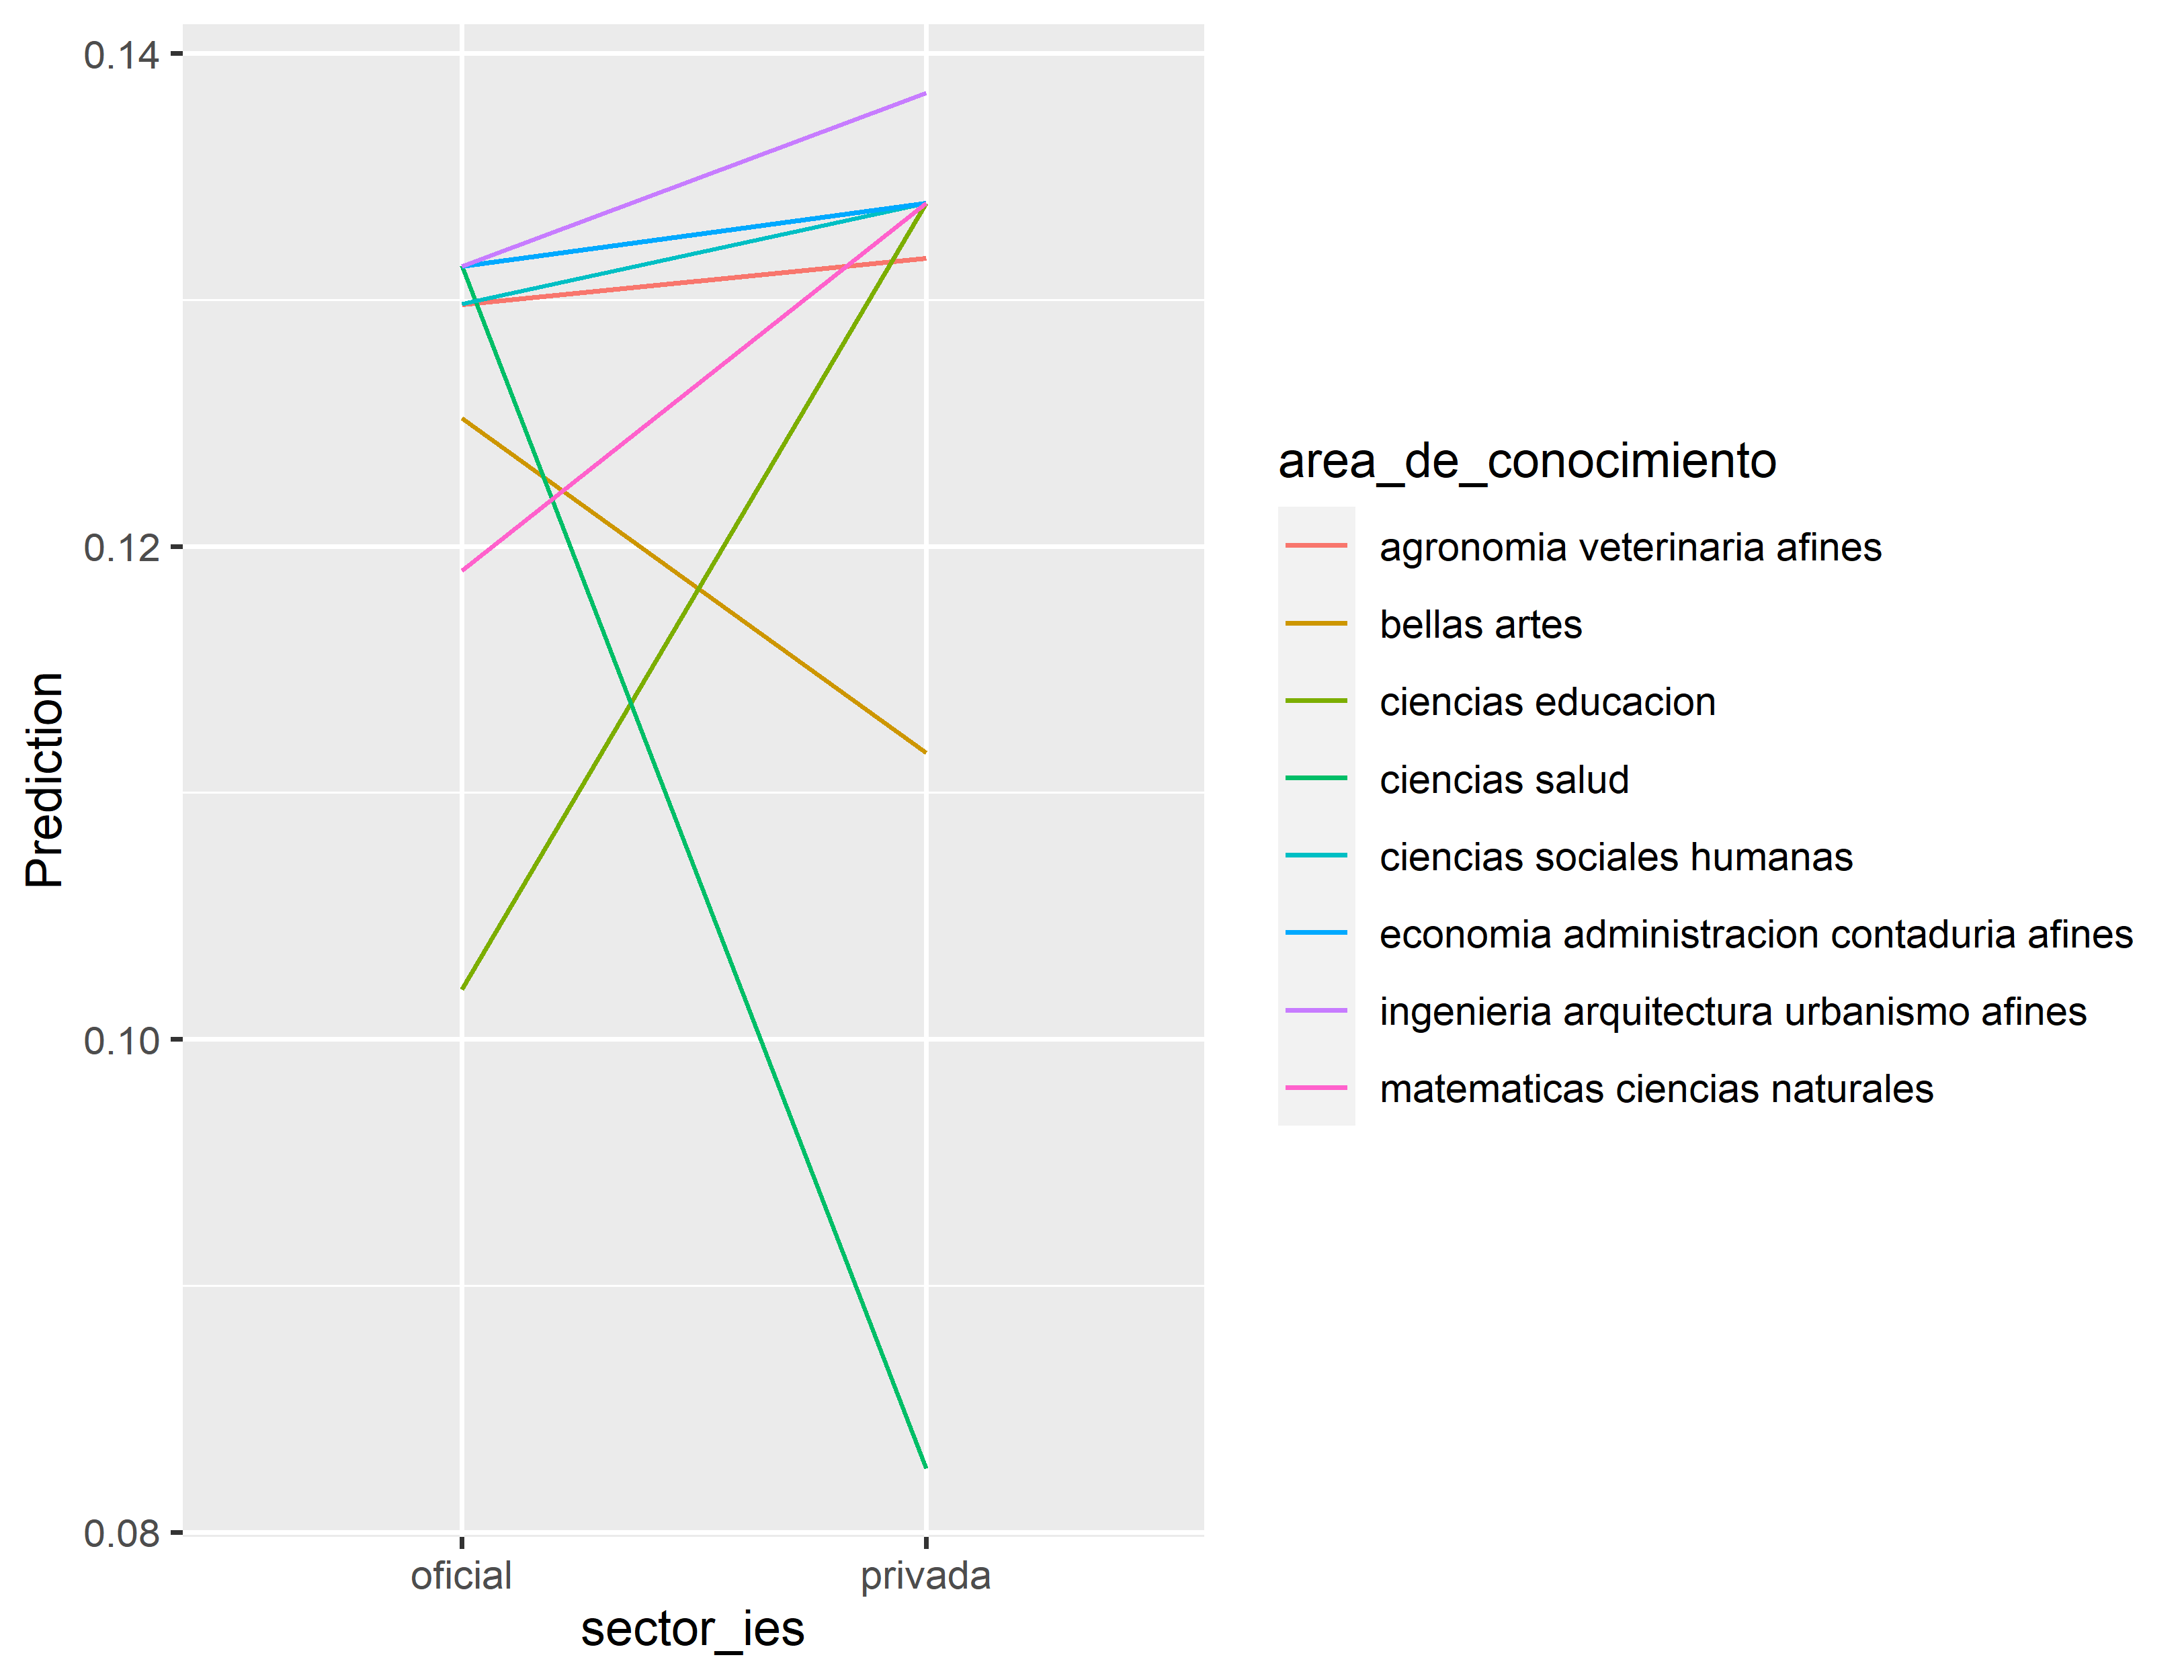 0.14
0.12
0.10
0.08
Prediction
oficial
privada
sector_ies
area_de_conocimiento
agronomia veterinaria afines
bellas artes
ciencias educacion
ciencias salud
ciencias sociales humanas
economia administracion contaduria afines
ingenieria arquitectura urbanismo afines
matematicas ciencias naturales